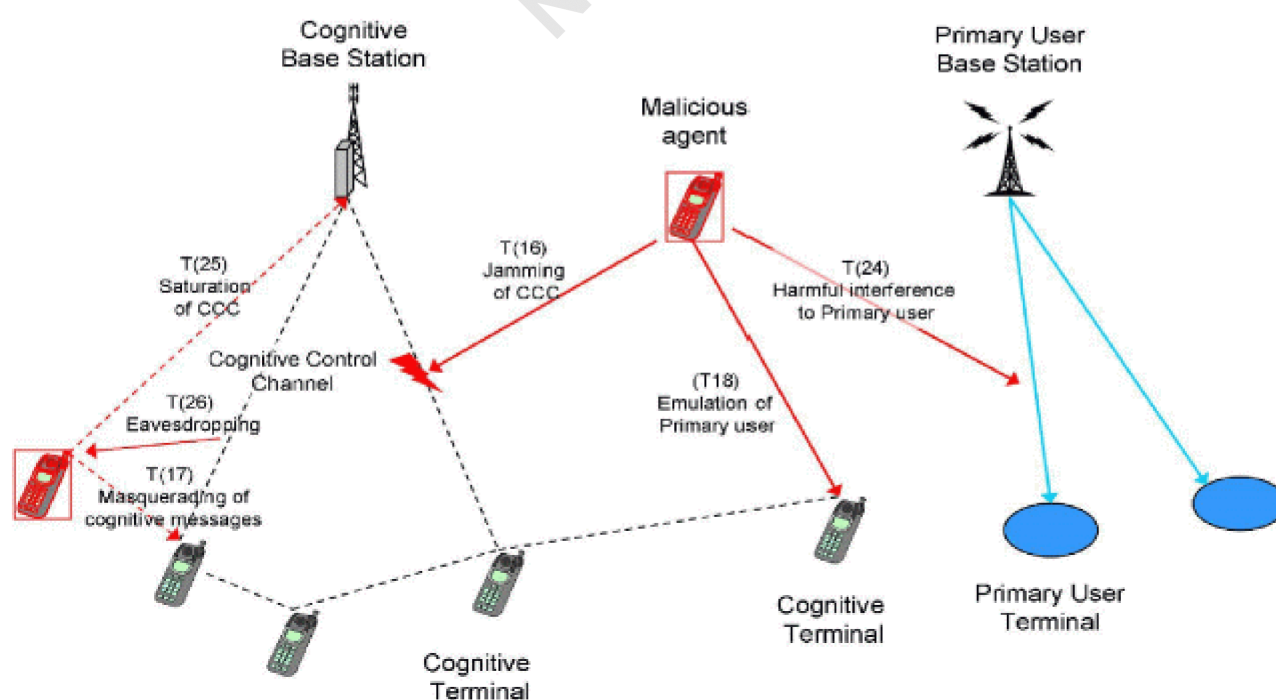 Cognitive
Base Station
Primary User
Base Station
Malicious
agent
T(25)
Saturation
of CCC
T(16)
Jamming
of CCC
T(24)
Harmful interference
to Primary user
Cognitive Control
Channel
(T18)
Emulation of
Primary user
T(26)
Eavesdropping
T(17)
Masquerading of
cognitive messages
Cognitive
Terminal
Cognitive
Terminal
Primary User
Terminal